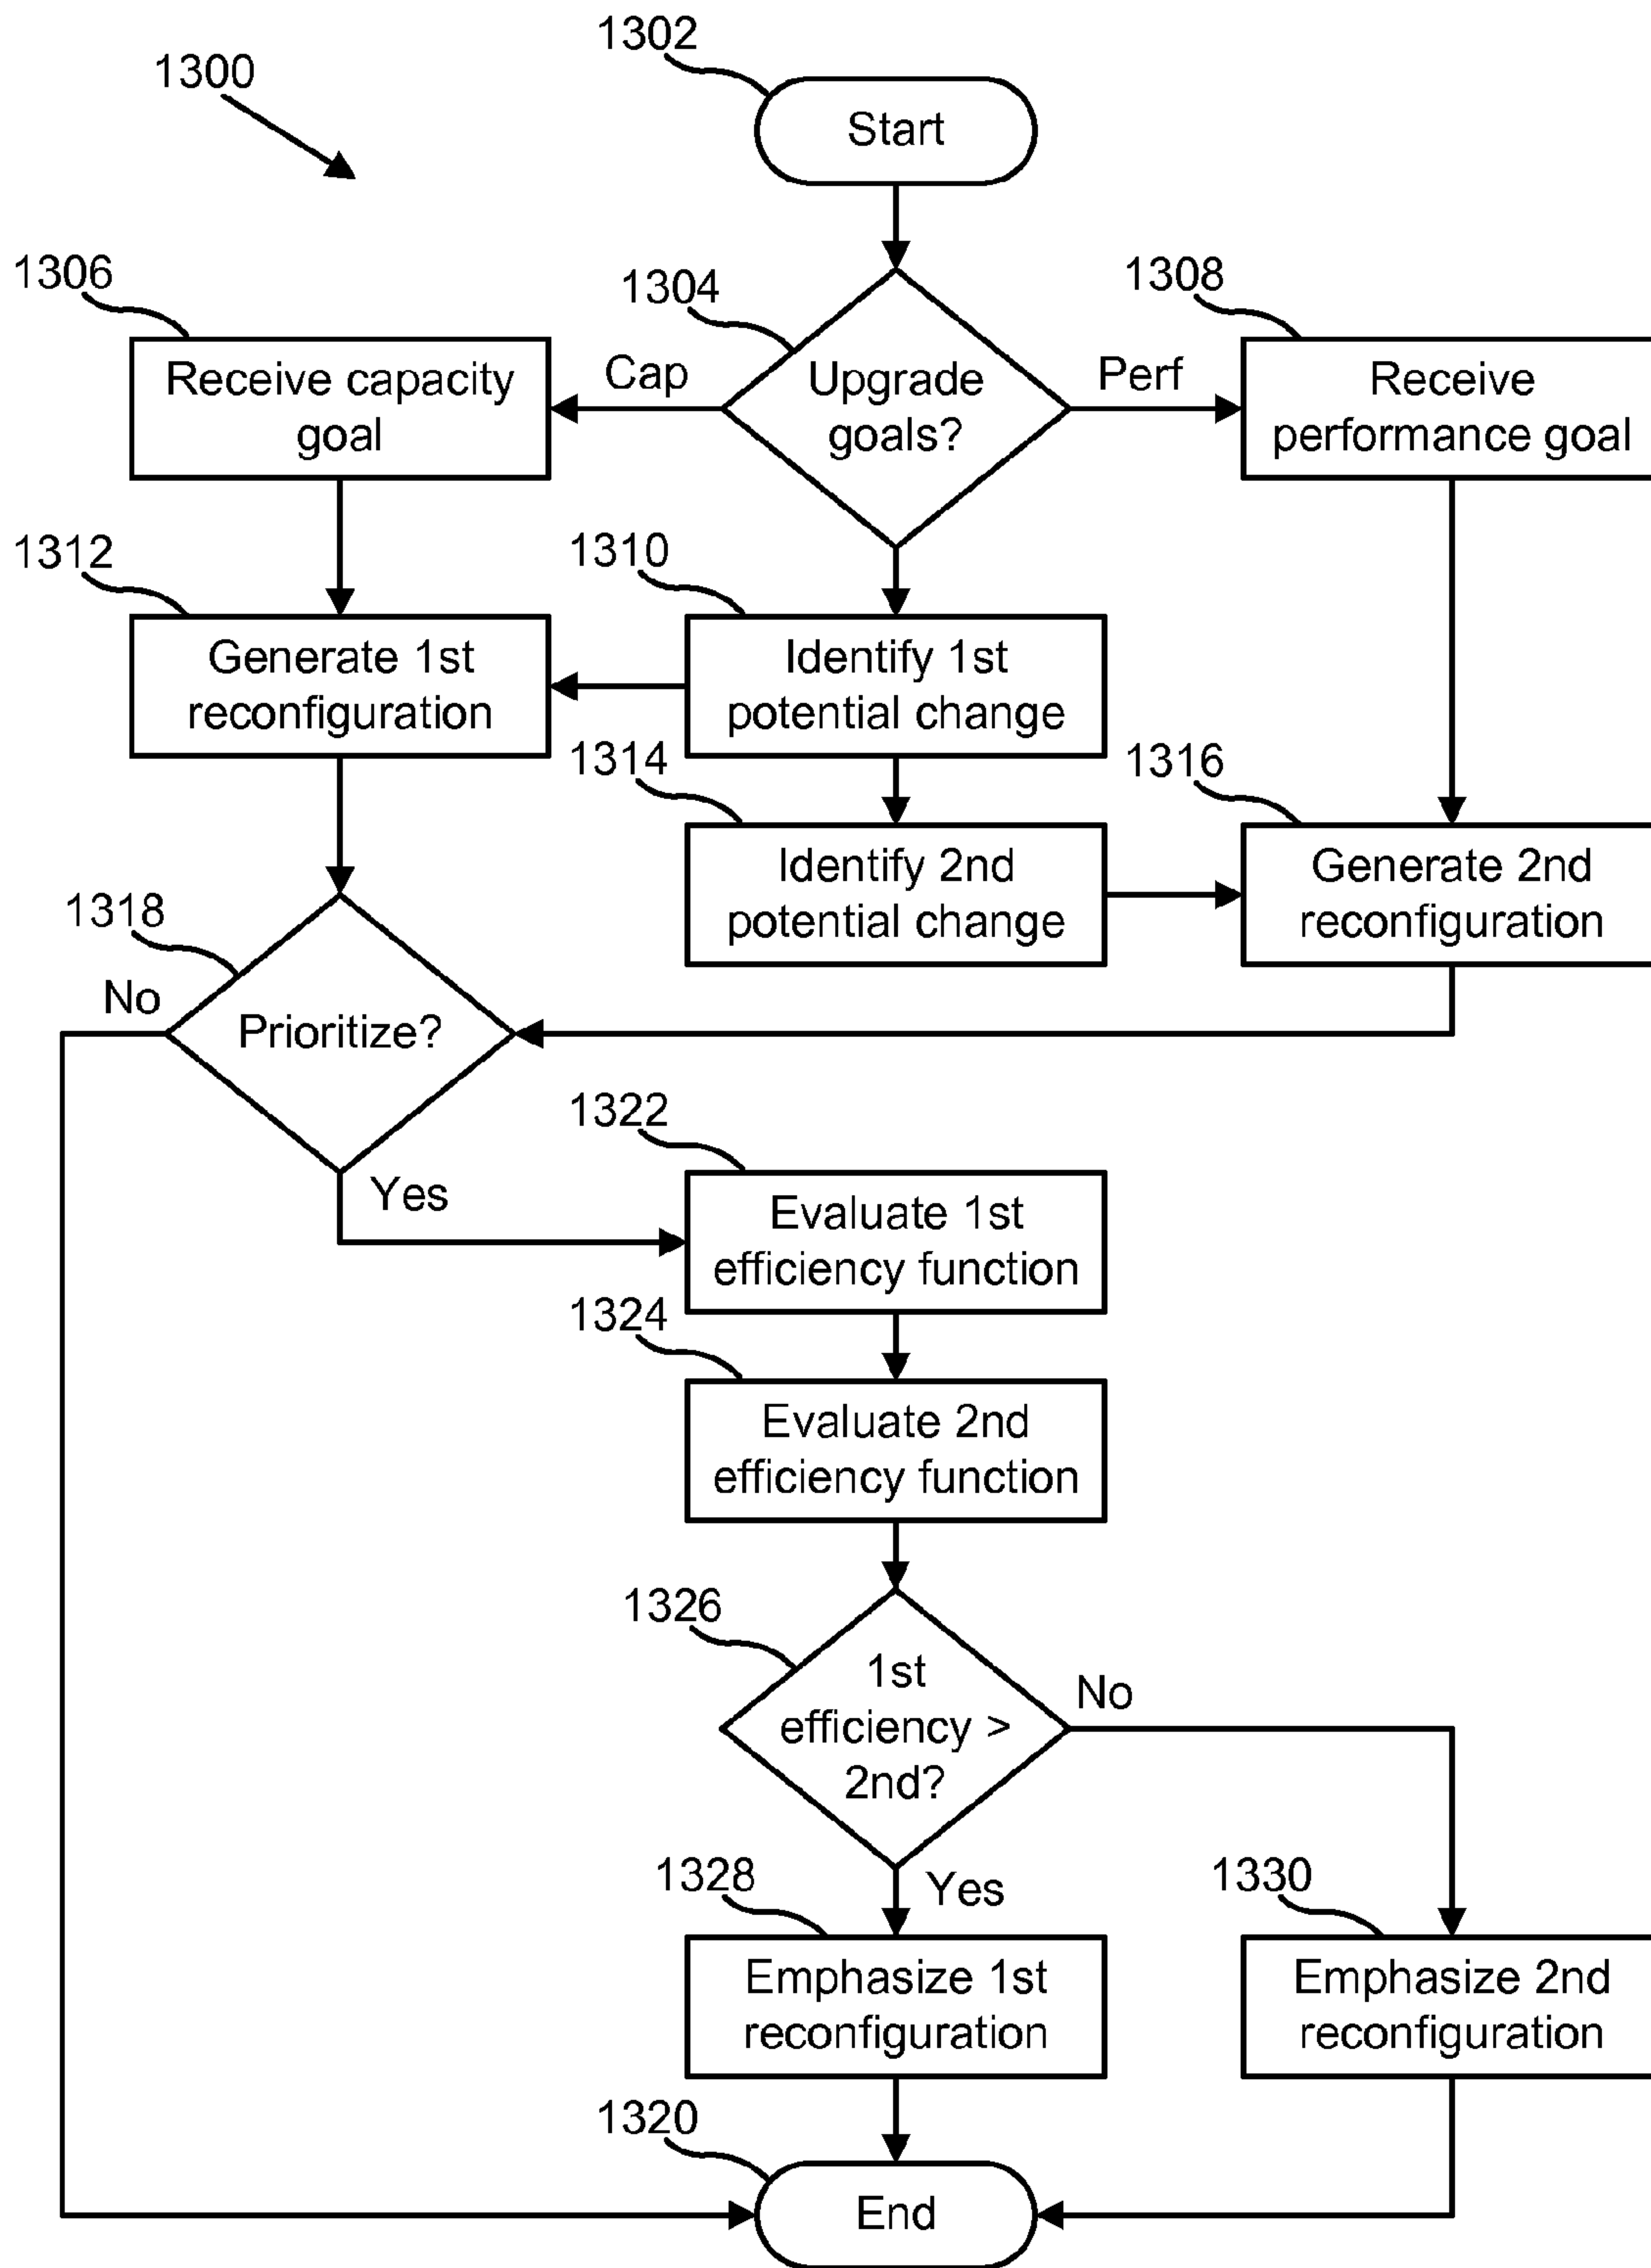 1302
1300
Start
1306
1304
1308
Receive capacity
goal
Cap
Upgrade
goals?
Perf
Receive
performance goal
1312
1310
Generate 1st
reconfiguration
Identify 1st
potential change
1314
1316
Identify 2nd
potential change
Generate 2nd
reconfiguration
1318
No
Prioritize?
Yes
1322
Evaluate 1st
efficiency function
1324
Evaluate 2nd
efficiency function
1326
1st
efficiency >
2nd?
No
1328
Yes
1330
Emphasize 1st
reconfiguration
Emphasize 2nd
reconfiguration
1320
End